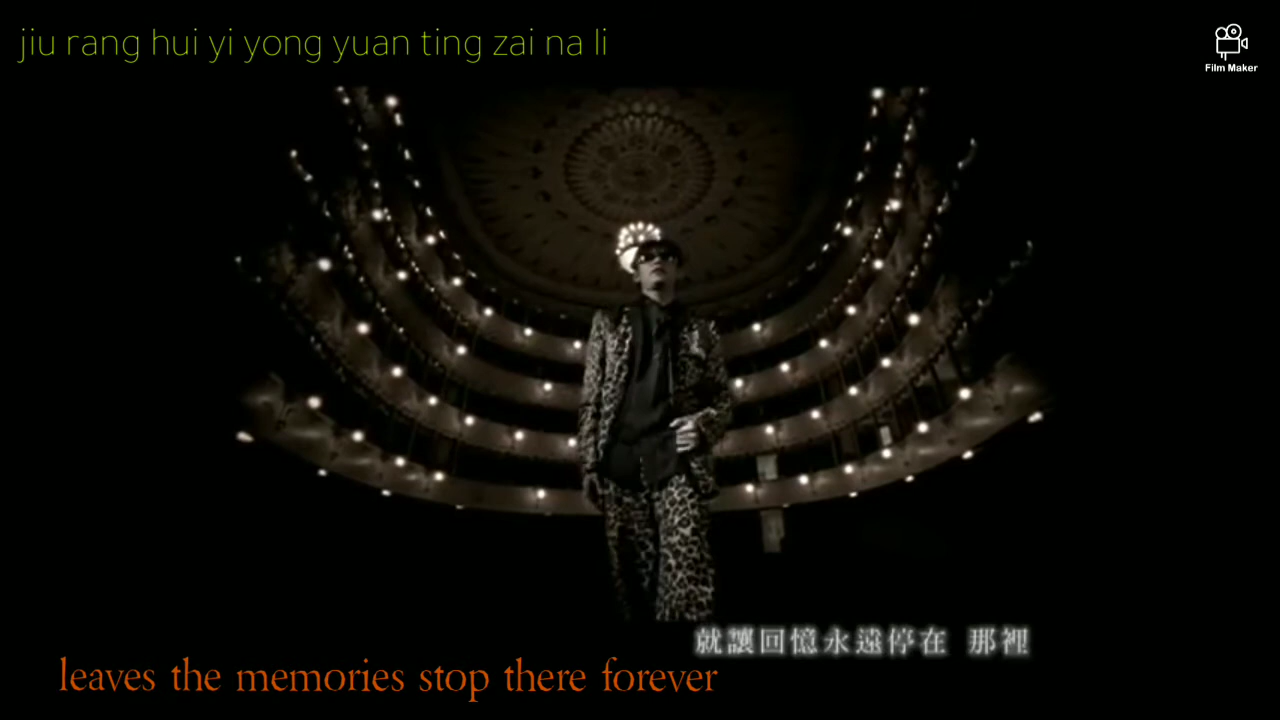 jiu rang hui yi yong yuan ting zai na li
Film Maker
就讓回憶永遠停在 那裡
leaves the memories stop there forever